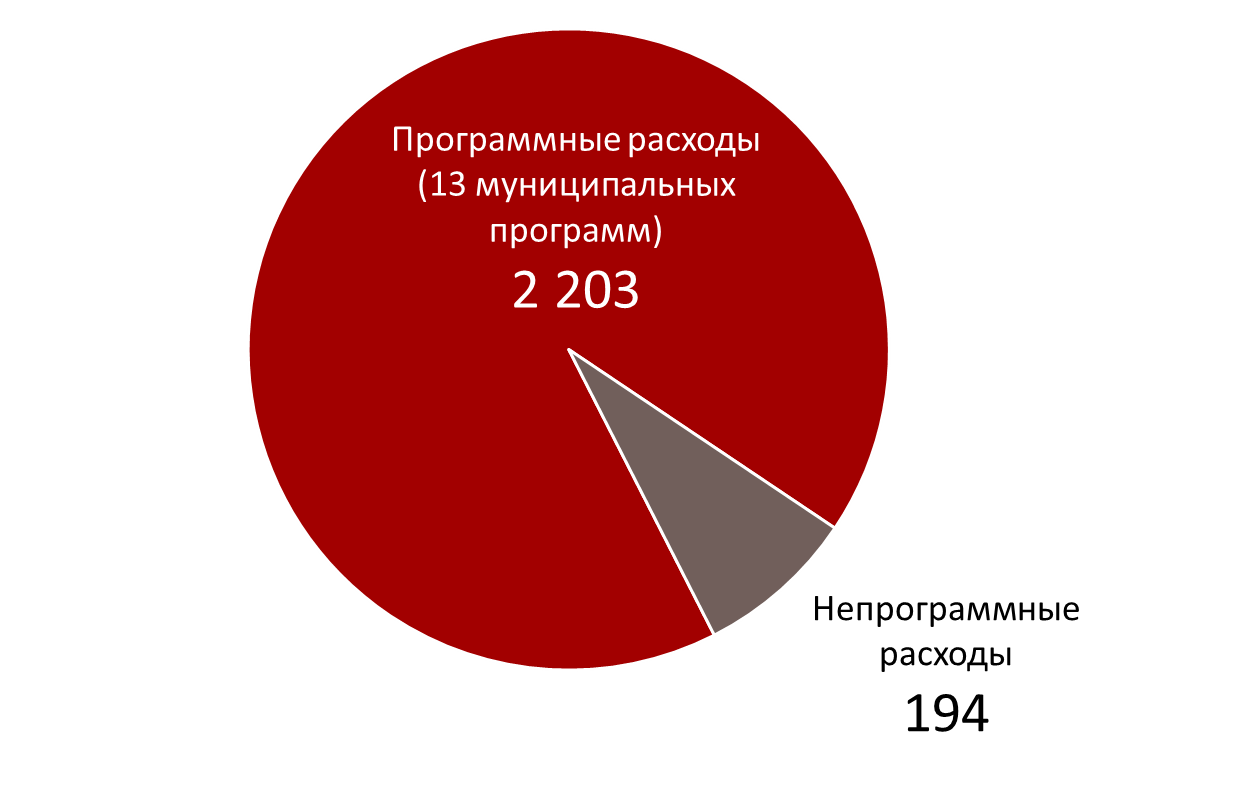 Программные расходы
(13 муниципальных
программ)
2 203
Непрограммные
расходы
194